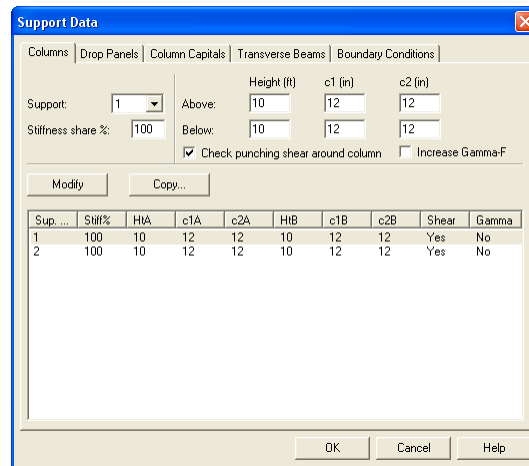 Support Data
Columns Drop Panels Column Capitals Transverse Beams Boundary Conditions
Height (ft) c1 (in) c2 (in)
Support: 1 Above: 10 12 12
Stiffness share %: 100 Below: 10 12 12
Check punching shear around column Increase Gamma-F
Modify Copy...
Sup. ... Stiff% HtA c1A c2A HtB c1B c2B Shear Gamma
1 100 10 12 12 10 12 12 Yes No
2 100 10 12 12 10 12 12 Yes No
OK Cancel Help